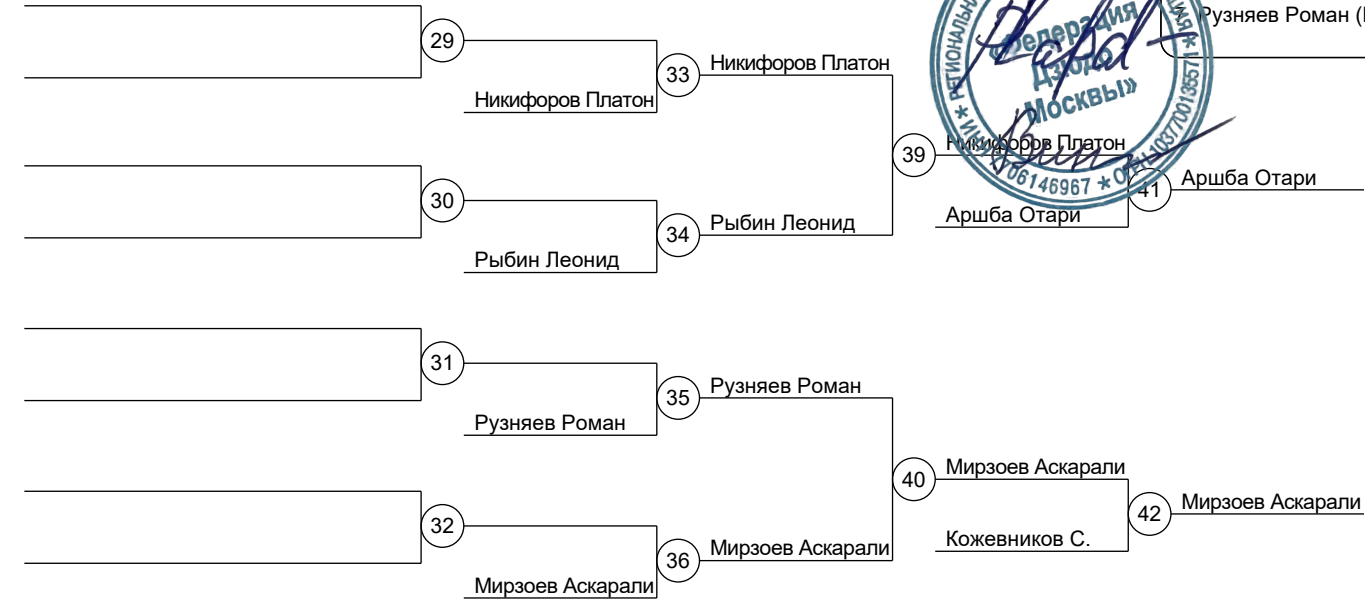 29
Никифоров Платон
33
Никифоров Платон
30
Рыбин Леонид
34
Рыбин Леонид
39
Никифоров Платон
Аршба Отари
41
Аршба Отари
31
Рузняев Роман
35
Рузняев Роман
32
Мирзоев Аскарали
36
Мирзоев Аскарали
40
Мирзоев Аскарали
Кожевников С.
42
Мирзоев Аскарали
Рузняев Роман (
«Федерация
Дзюдо
Москвы»
06146967
1037700135571